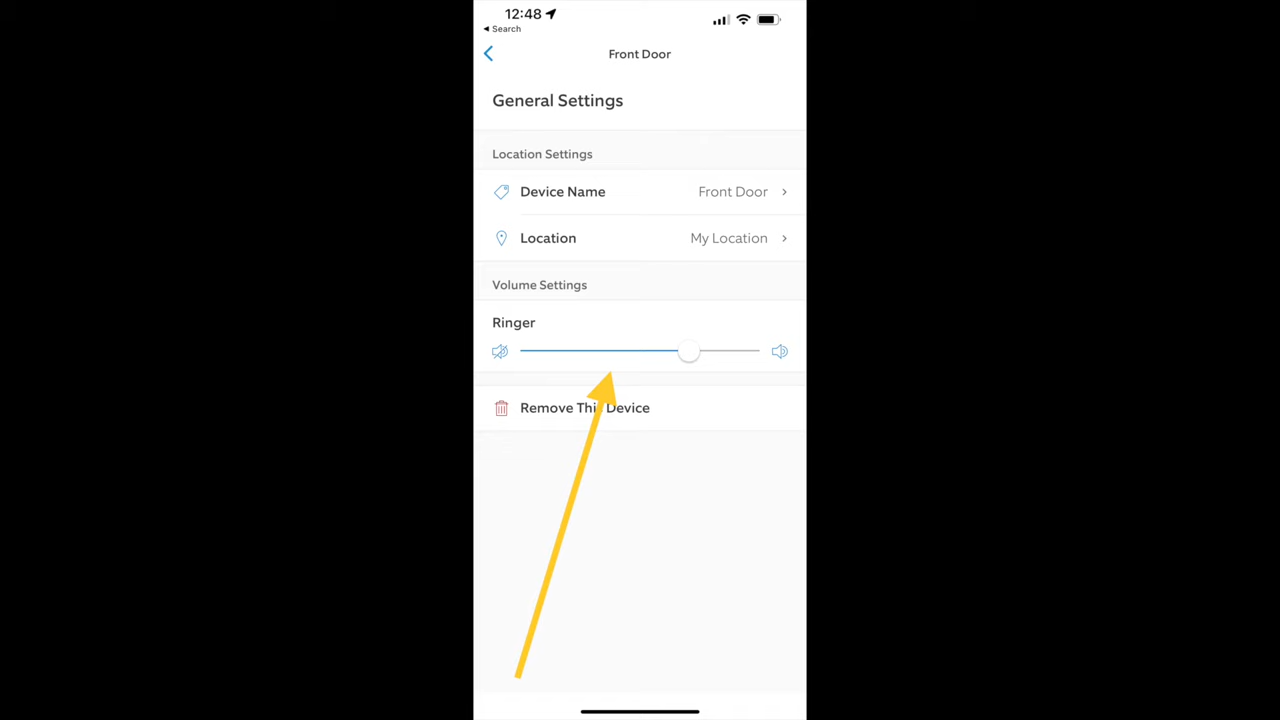 12:48
Search
Front Door
General Settings
Location Settings
Device Name Front Door
Location My Location
Volume Settings
Ringer
Remove This Device